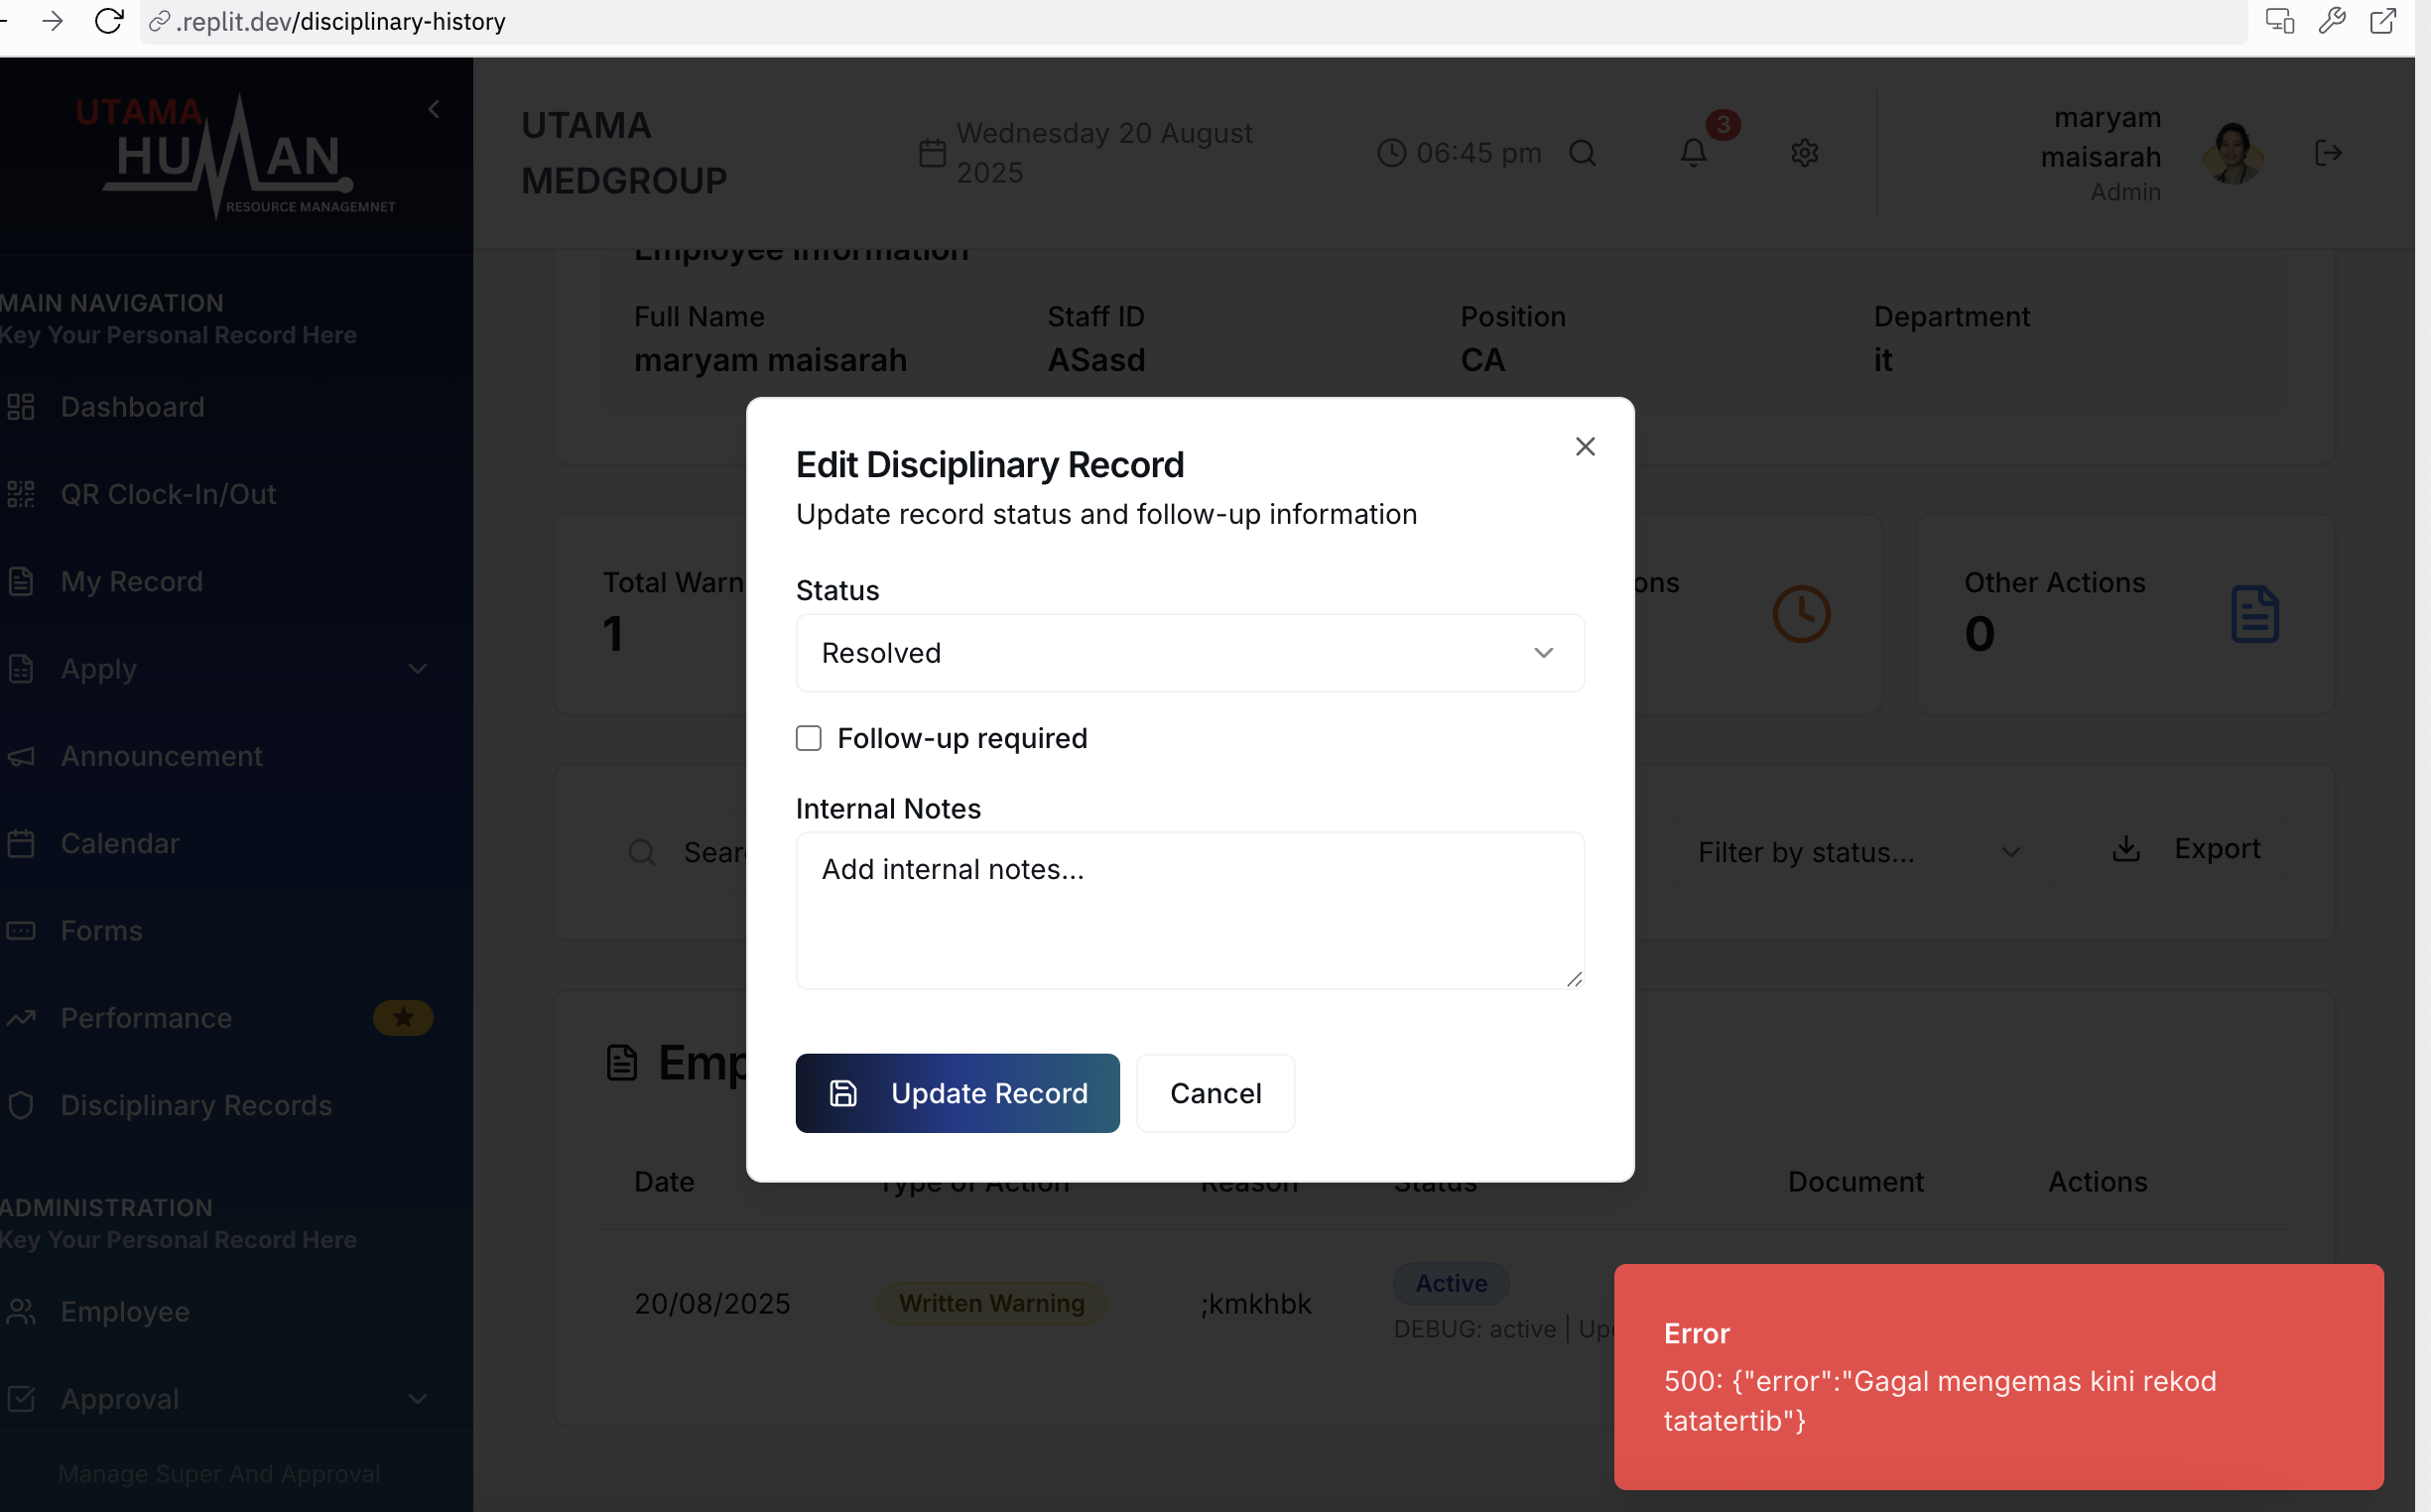 .replit.dev/disciplinary-history
UTAMA
HUMAN
RESOURCE MANAGEMNET
UTAMA
MEDGROUP
Wednesday 20 August
2025
06:45 pm
3
maryam
maisarah
Admin
MAIN NAVIGATION
Key Your Personal Record Here
Dashboard
QR Clock-In/Out
My Record
Apply
Announcement
Calendar
Forms
Performance
Disciplinary Records
ADMINISTRATION
Key Your Personal Record Here
Employee
Approval
Manage Super And Approval
Employee Information
Full Name
Staff ID
Position
Department
maryam maisarah
ASasd
CA
it
Total Warn
1
ons
Other Actions
0
Sear
Filter by status...
Export
Emp
Edit Disciplinary Record
Update record status and follow-up information
Status
Resolved
Follow-up required
Internal Notes
Add internal notes...
Update Record
Cancel
Date
Type of Action
Reason
Status
Document
Actions
20/08/2025
Written Warning
;kmkhbk
Active
DEBUG: active | Up
Error
500: {"error":"Gagal mengemas kini rekod
tatatertib"}